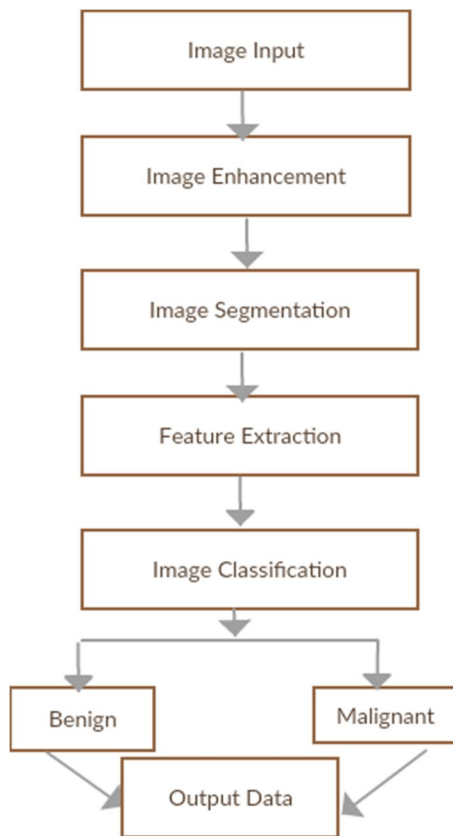 Image Input
Image Enhancement
Image Segmentation
Feature Extraction
Image Classification
Benign
Malignant
Output Data